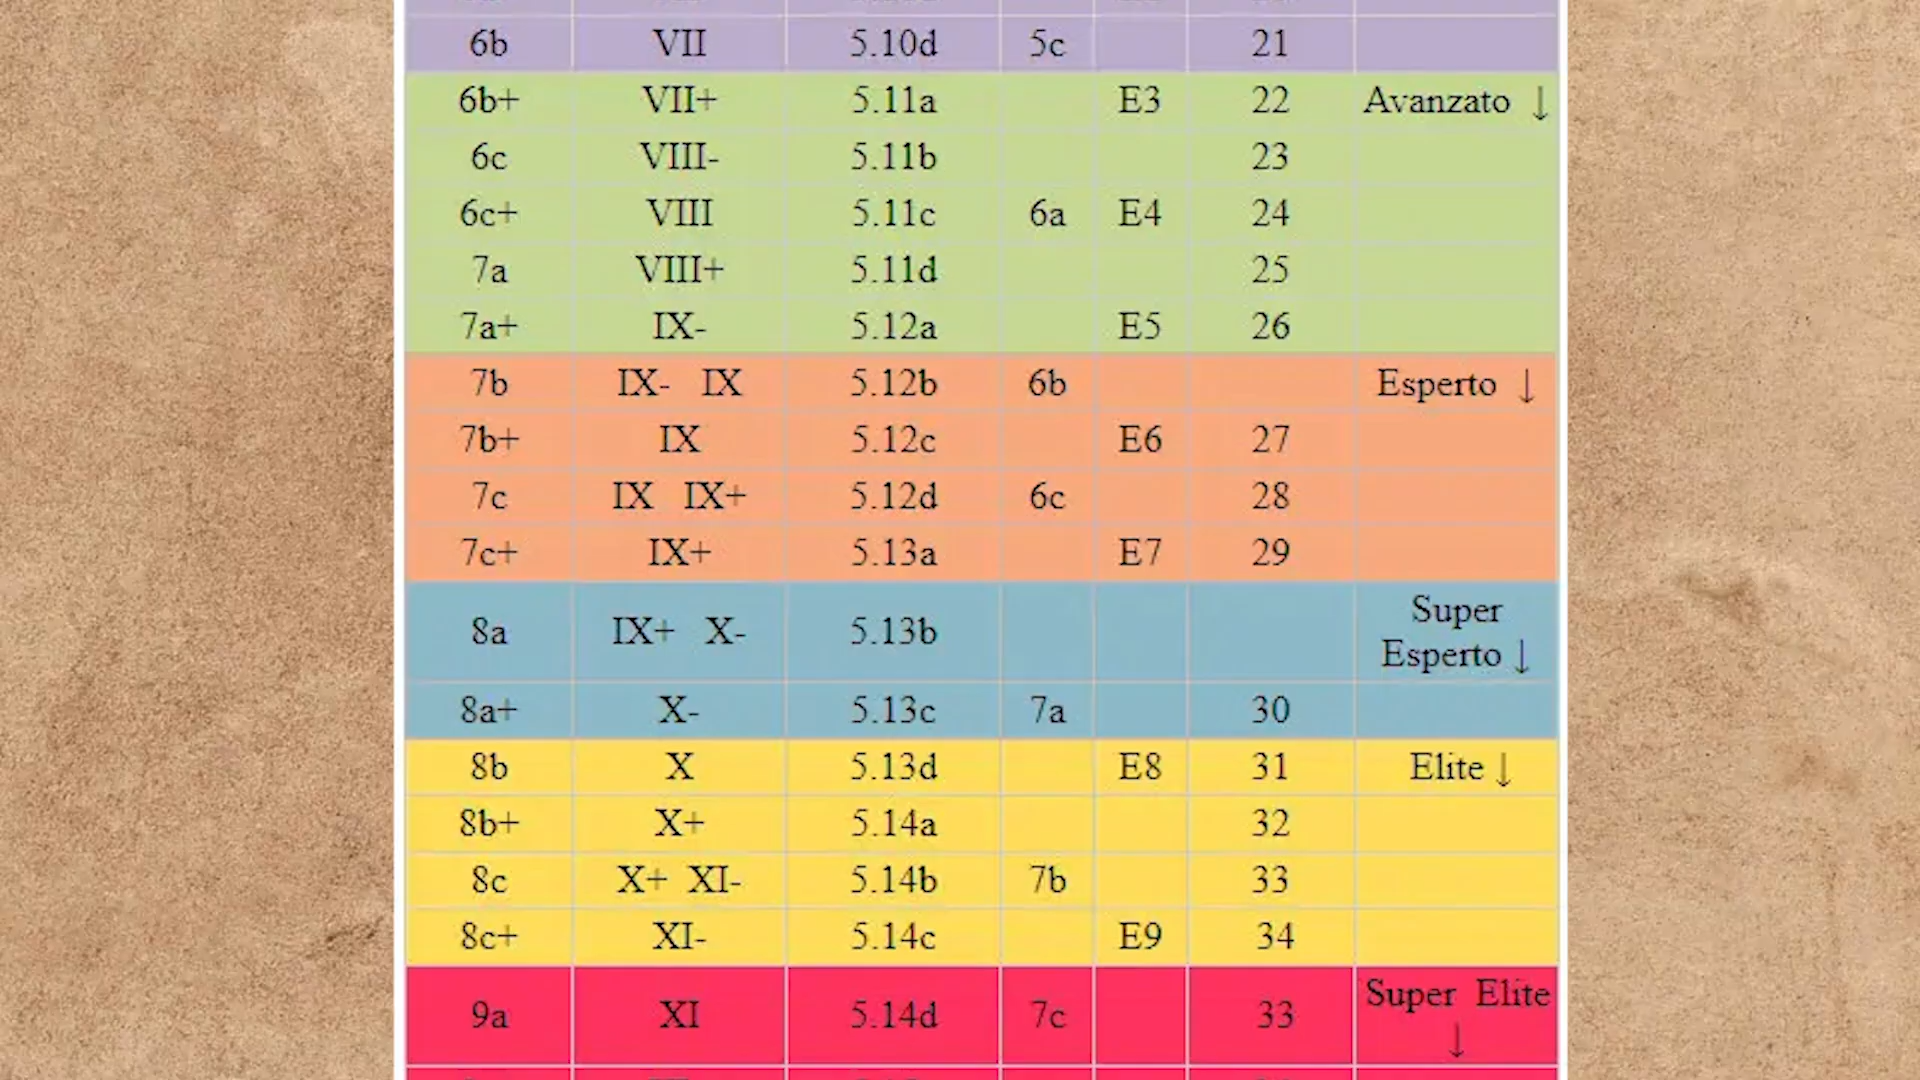 6b VII 5.10d 5c 21
6b+ VII+ 5.11a E3 22 Avanzato ↓
6c VIII- 5.11b 23
6c+ VIII 5.11c 6a E4 24
7a VIII+ 5.11d 25
7a+ IX- 5.12a E5 26
7b IX- IX 5.12b 6b Esperto ↓
7b+ IX 5.12c E6 27
7c IX IX+ 5.12d 6c 28
7c+ IX+ 5.13a E7 29
8a IX+ X- 5.13b Super
Esperto ↓
8a+ X- 5.13c 7a 30
8b X 5.13d E8 31 Elite ↓
8b+ X+ 5.14a 32
8c X+ XI- 5.14b 7b 33
8c+ XI- 5.14c E9 34
9a XI 5.14d 7c 33 Super Elite
↓